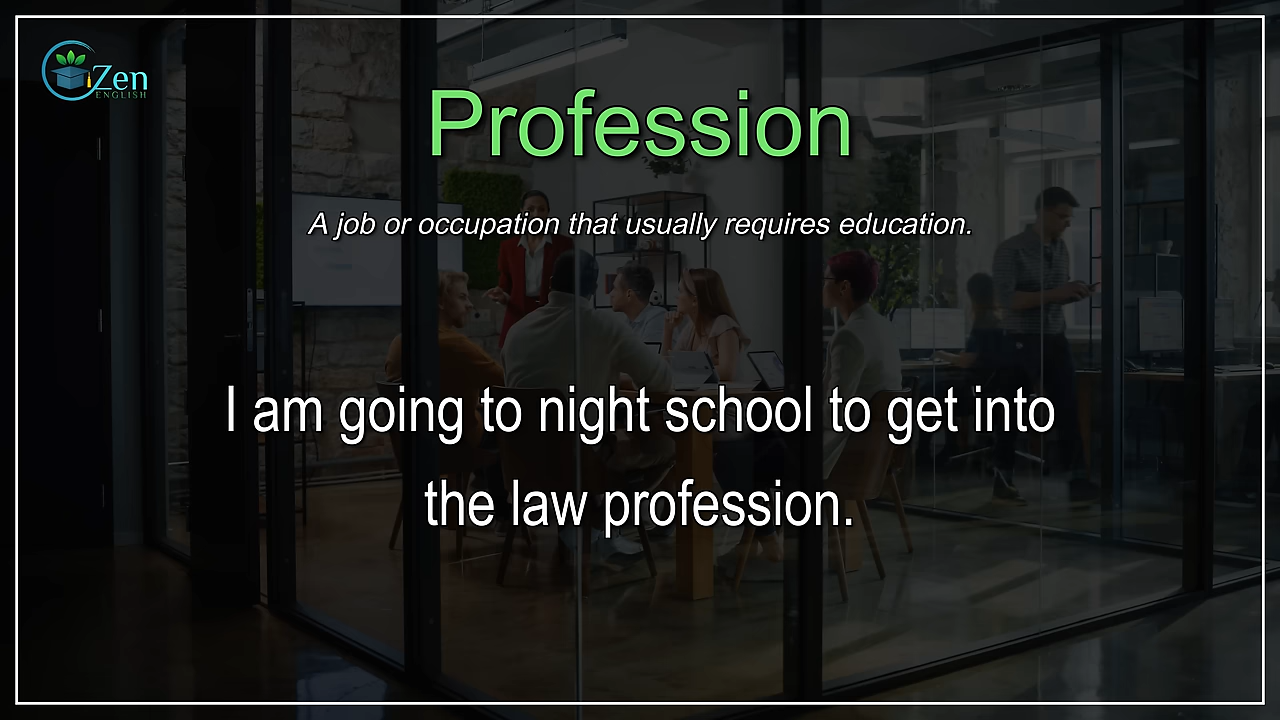 Zen
ENGLISH
Profession
A job or occupation that usually requires education.
I am going to night school to get into
the law profession.